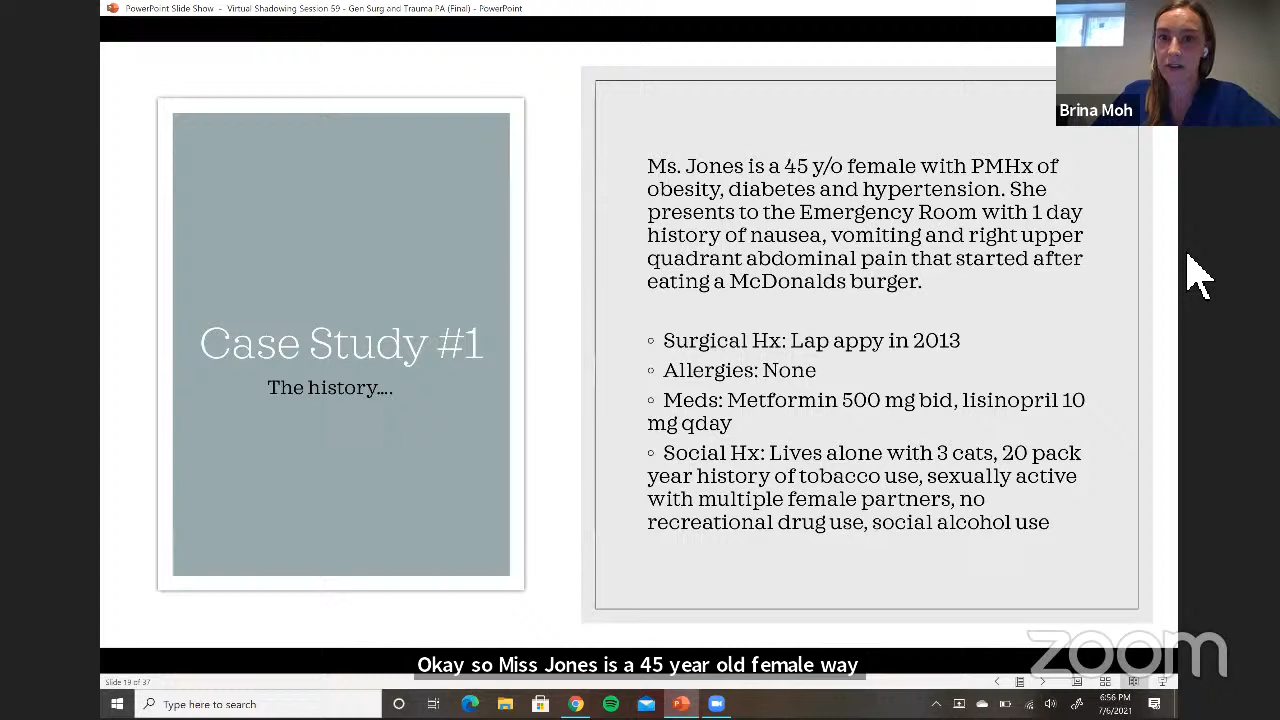 PowerPoint Slide Show - Virtual Shadowing Session 59 - Gen Surg and Trauma PA (Final) - PowerPoint
Brina Moh
Case Study #1
The history....
Ms. Jones is a 45 y/o female with PMHx of
obesity, diabetes and hypertension. She
presents to the Emergency Room with 1 day
history of nausea, vomiting and right upper
quadrant abdominal pain that started after
eating a McDonalds burger.
◦ Surgical Hx: Lap appy in 2013
◦ Allergies: None
◦ Meds: Metformin 500 mg bid, lisinopril 10
mg qday
◦ Social Hx: Lives alone with 3 cats, 20 pack
year history of tobacco use, sexually active
with multiple female partners, no
recreational drug use, social alcohol use
Okay so Miss Jones is a 45 year old female way
zoom
Slide 19 of 37
Type here to search
6:56 PM
7/6/2021